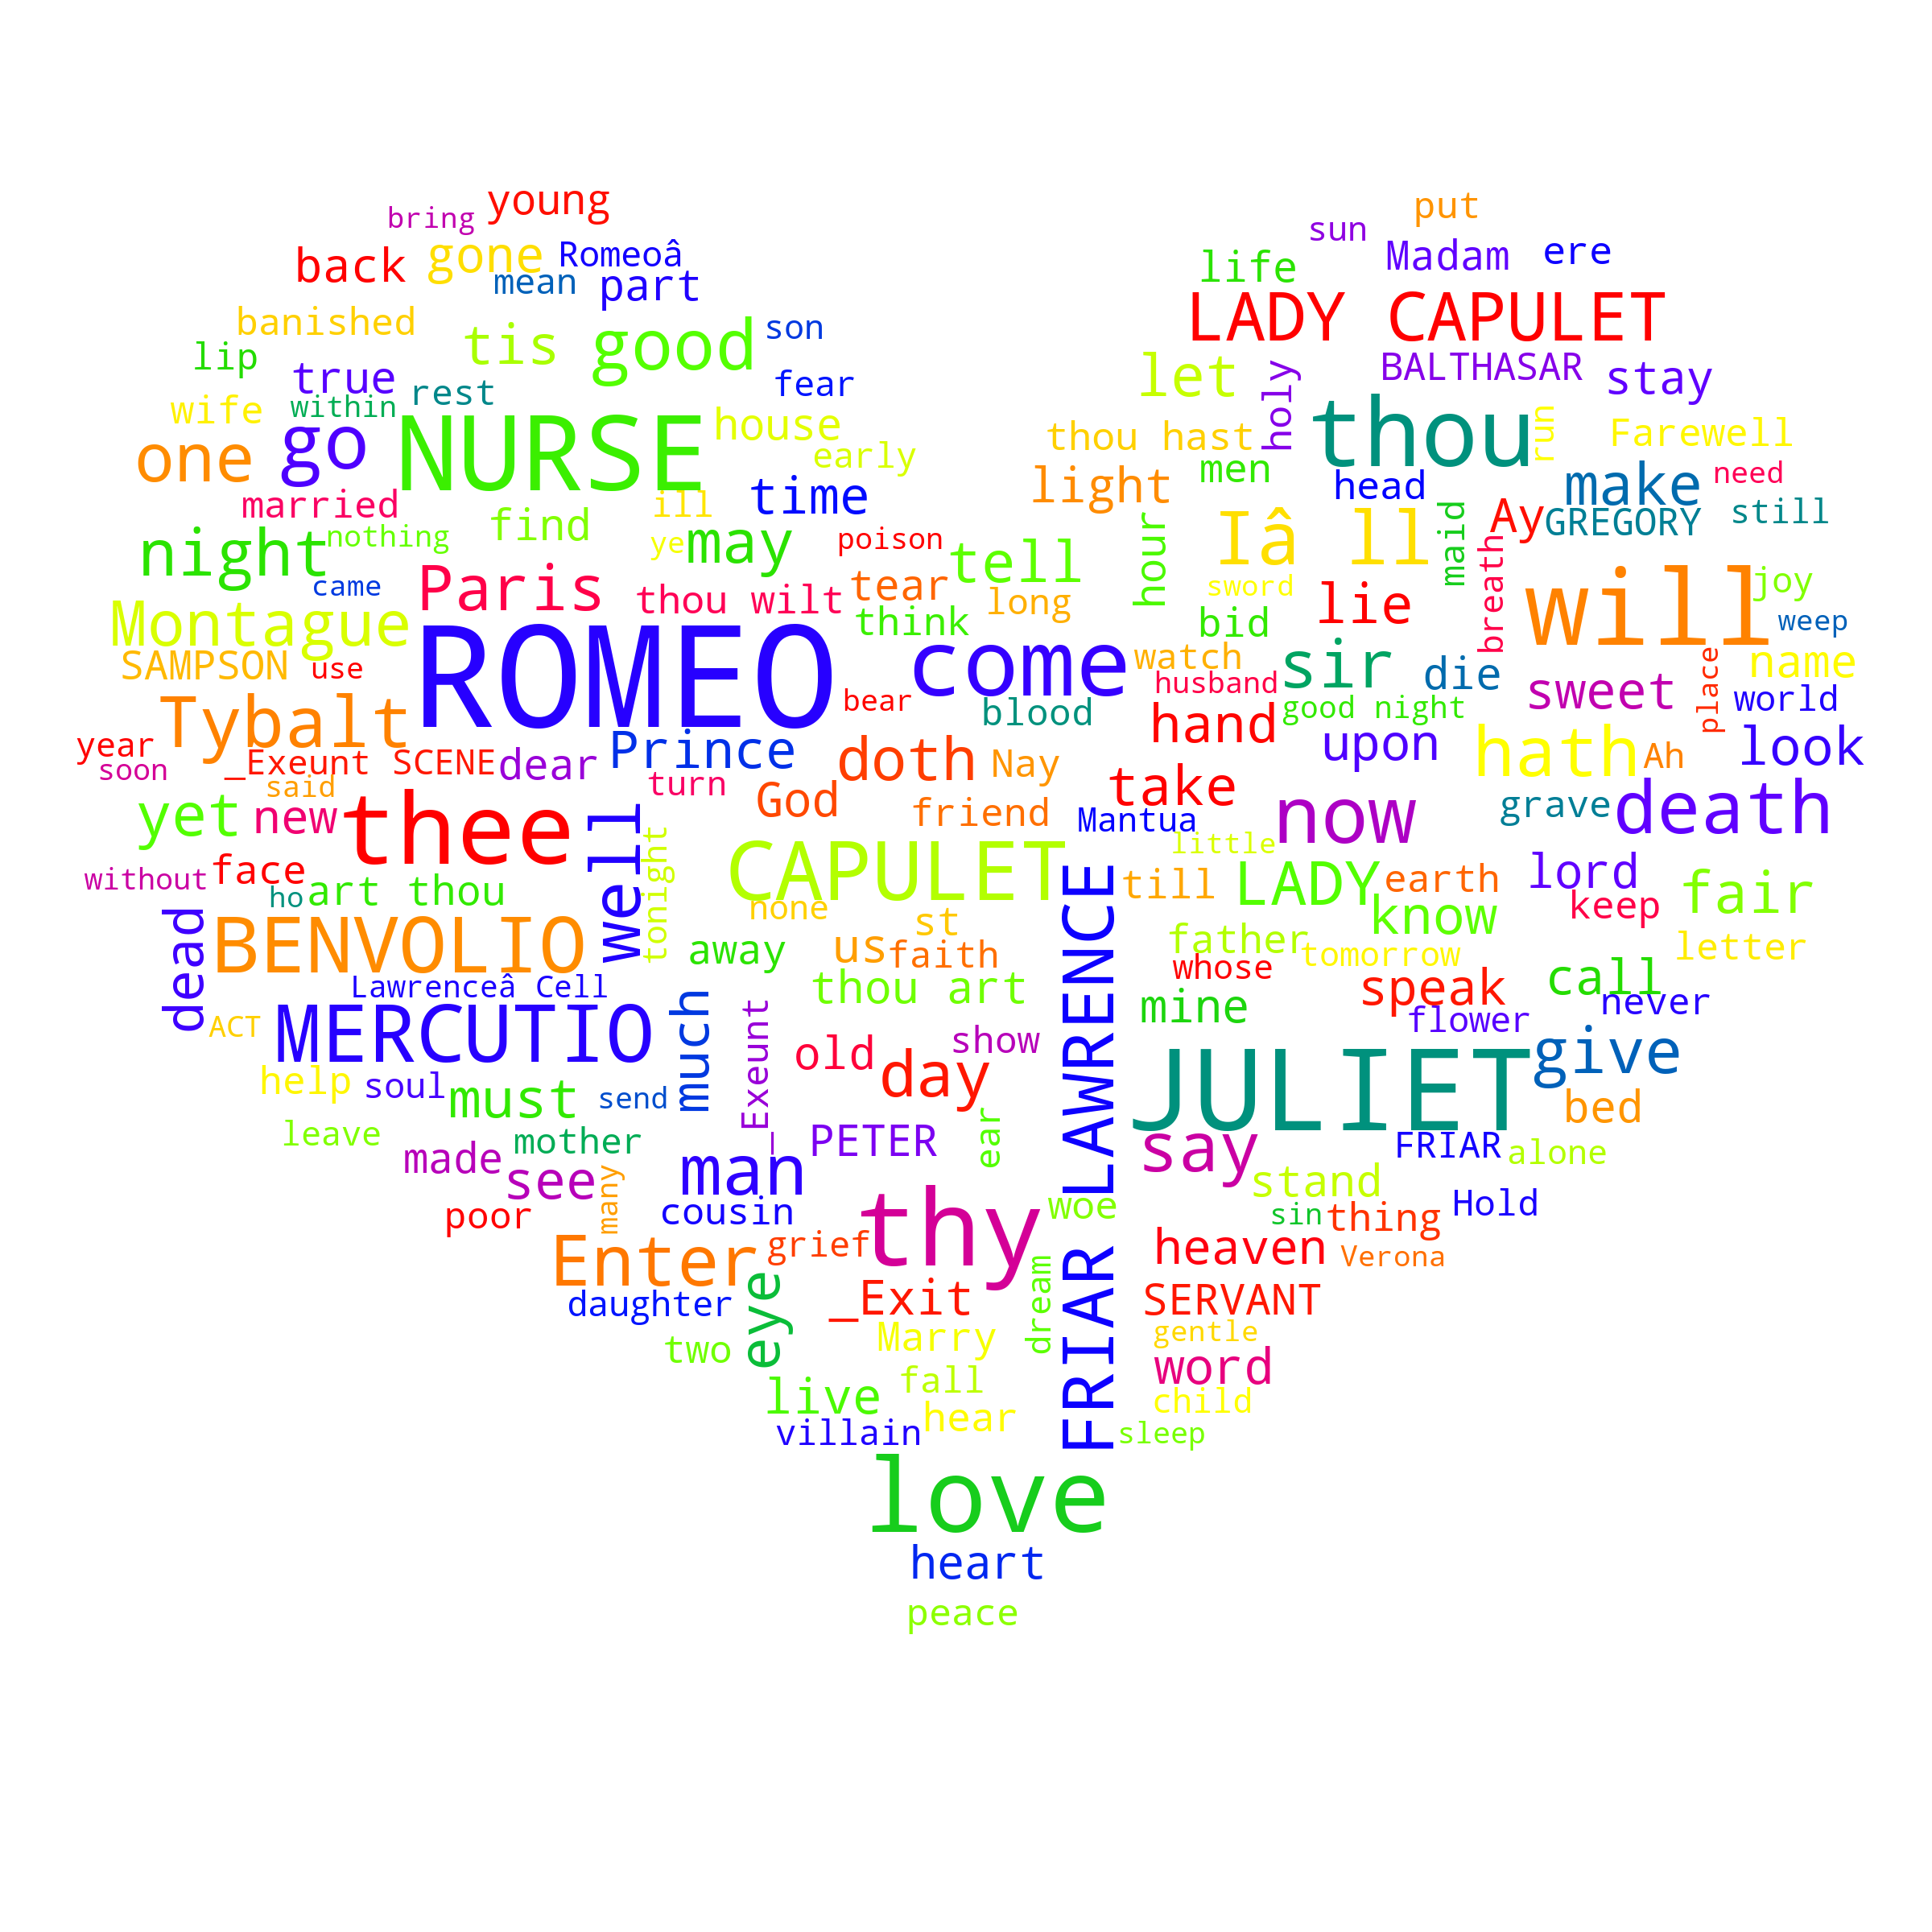 young
bring
put
sun
back
gone
Romeoâ
Madam
ere
life
mean
part
LADY CAPULET
banished
tis
good
son
lip
let
holy
BALTHASAR
stay
true
rest
fear
thou
wife
within
NURSE
house
run
Farewell
one
go
early
thou hast
light
men
head
make
need
married
ill
time
Ay
GREGORY
still
night
nothing
find
ye
may
poison
tell
hour
Iâ ll
maid
breath
will
joy
came
Paris
thou wilt
tear
long
sword
lie
weep
Montague
ROMEO
think
bid
SAMPSON
use
come
watch
sir
die
name
husband
sweet
place
world
Tybalt
bear
blood
hand
good night
year
soon
_Exeunt SCENE
dear
Prince
doth
Nay
upon
hath
Ah
look
said
turn
God
take
yet
new
thee
well
friend
Mantua
now
grave
death
tonight
little
without
face
CAPULET
till
LADY
earth
lord
fair
ho
art thou
none
st
know
keep
dead
BENVOLIO
away
us
faith
father
tomorrow
letter
Lawrenceâ Cell
thou art
whose
speak
call
ACT
MERCUTIO
much
_Exeunt
mine
never
flower
help
soul
must
send
old
day
show
FRIAR LAWRENCE
JULIET
give
bed
leave
mother
PETER
ear
say
FRIAR
alone
made
see
many
man
stand
poor
cousin
thy
woe
sin
thing
Hold
Enter
grief
heaven
Verona
daughter
eye
_Exit
dream
SERVANT
two
Marry
gentle
live
fall
word
villain
hear
child
sleep
love
heart
peace